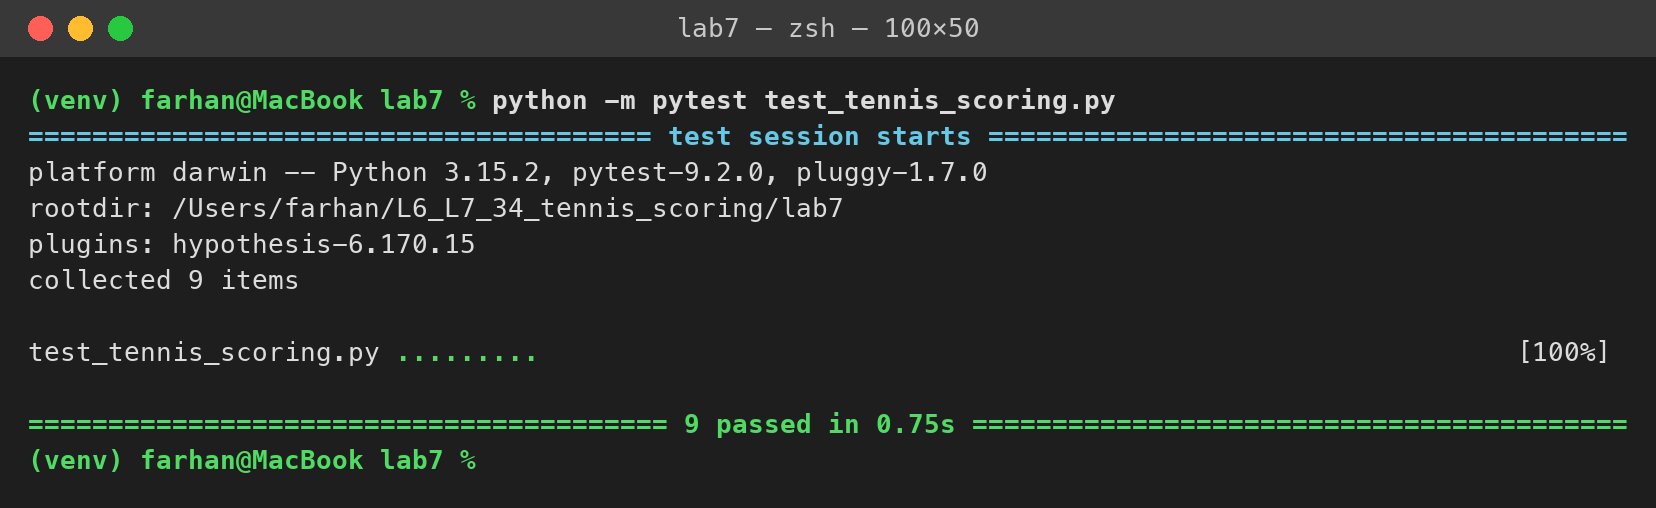 lab7 — zsh — 100×50
(venv) farhan@MacBook lab7 % python -m pytest test_tennis_scoring.py
======================================= test session starts ========================================
platform darwin -- Python 3.15.2, pytest-9.2.0, pluggy-1.7.0
rootdir: /Users/farhan/L6_L7_34_tennis_scoring/lab7
plugins: hypothesis-6.170.15
collected 9 items
test_tennis_scoring.py ......... [100%]
======================================== 9 passed in 0.75s =========================================
(venv) farhan@MacBook lab7 %